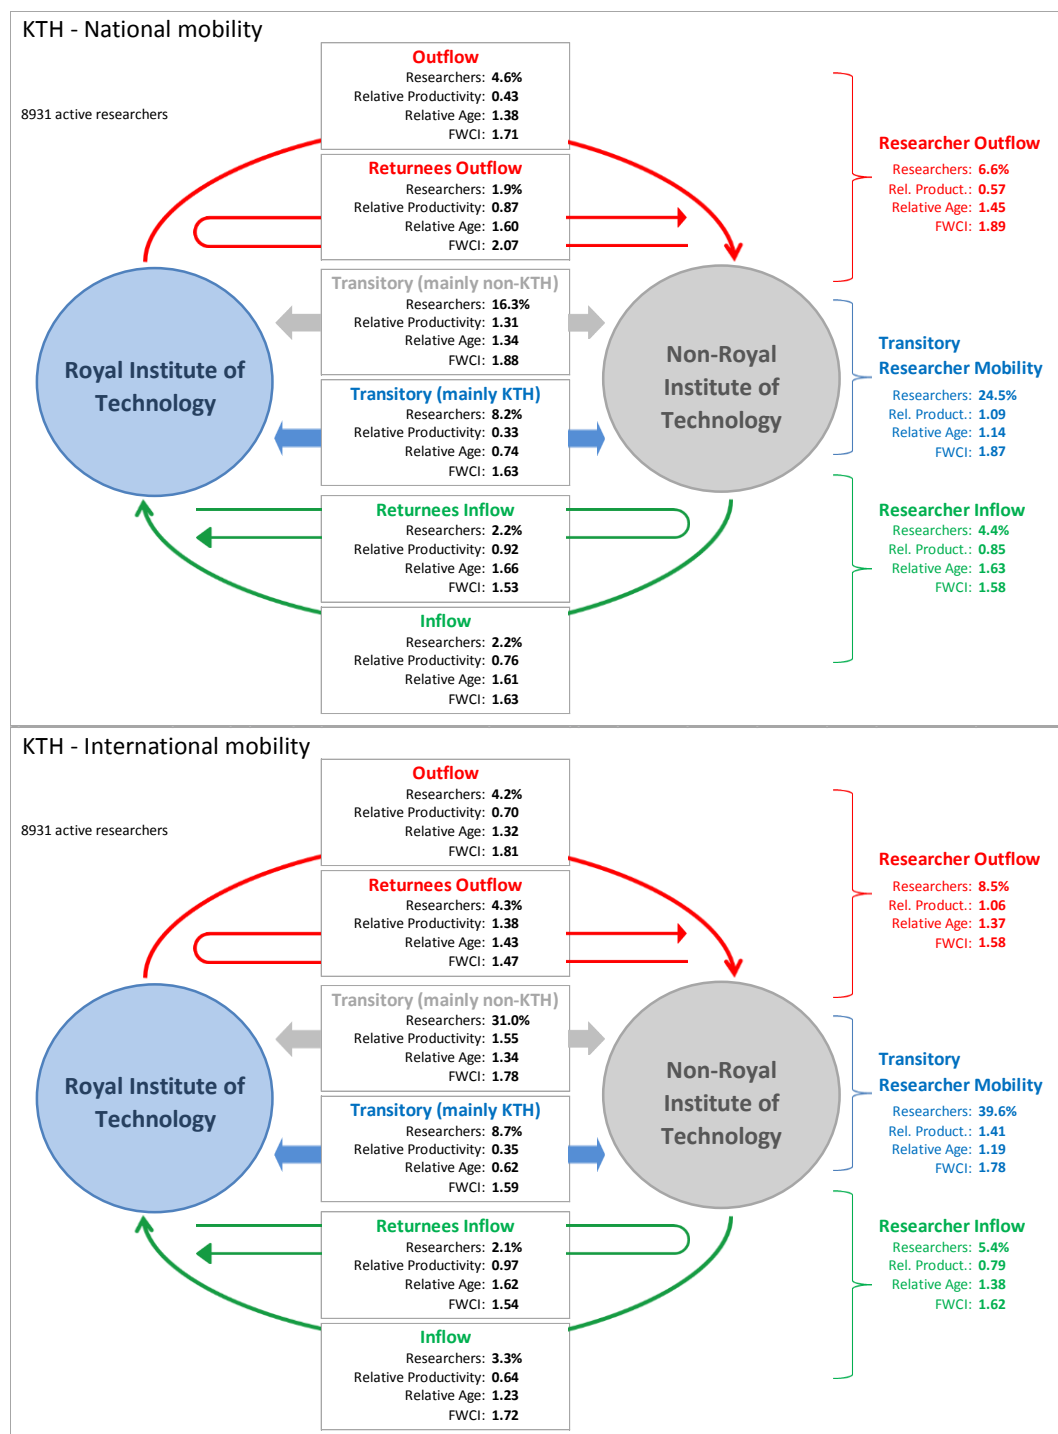 KTH - National mobility
8931 active researchers
Outflow
Researchers: 4.6%
Relative Productivity: 0.43
Relative Age: 1.38
FWCI: 1.71
Returnees Outflow
Researchers: 1.9%
Relative Productivity: 0.87
Relative Age: 1.60
FWCI: 2.07
Transitory (mainly non-KTH)
Researchers: 16.3%
Relative Productivity: 1.31
Relative Age: 1.34
FWCI: 1.88
Transitory (mainly KTH)
Researchers: 8.2%
Relative Productivity: 0.33
Relative Age: 0.74
FWCI: 1.63
Returnees Inflow
Researchers: 2.2%
Relative Productivity: 0.92
Relative Age: 1.66
FWCI: 1.53
Inflow
Researchers: 2.2%
Relative Productivity: 0.76
Relative Age: 1.61
FWCI: 1.63
Royal Institute of
Technology
Non-Royal
Institute of
Technology
Researcher Outflow
Researchers: 6.6%
Rel. Product.: 0.57
Relative Age: 1.45
FWCI: 1.89
Transitory
Researcher Mobility
Researchers: 24.5%
Rel. Product.: 1.09
Relative Age: 1.14
FWCI: 1.87
Researcher Inflow
Researchers: 4.4%
Rel. Product.: 0.85
Relative Age: 1.63
FWCI: 1.58
KTH - International mobility
8931 active researchers
Outflow
Researchers: 4.2%
Relative Productivity: 0.70
Relative Age: 1.32
FWCI: 1.81
Returnees Outflow
Researchers: 4.3%
Relative Productivity: 1.38
Relative Age: 1.43
FWCI: 1.47
Transitory (mainly non-KTH)
Researchers: 31.0%
Relative Productivity: 1.55
Relative Age: 1.34
FWCI: 1.78
Transitory (mainly KTH)
Researchers: 8.7%
Relative Productivity: 0.35
Relative Age: 0.62
FWCI: 1.59
Returnees Inflow
Researchers: 2.1%
Relative Productivity: 0.97
Relative Age: 1.62
FWCI: 1.54
Inflow
Researchers: 3.3%
Relative Productivity: 0.64
Relative Age: 1.23
FWCI: 1.72
Royal Institute of
Technology
Non-Royal
Institute of
Technology
Researcher Outflow
Researchers: 8.5%
Rel. Product.: 1.06
Relative Age: 1.37
FWCI: 1.58
Transitory
Researcher Mobility
Researchers: 39.6%
Rel. Product.: 1.41
Relative Age: 1.19
FWCI: 1.78
Researcher Inflow
Researchers: 5.4%
Rel. Product.: 0.79
Relative Age: 1.38
FWCI: 1.62